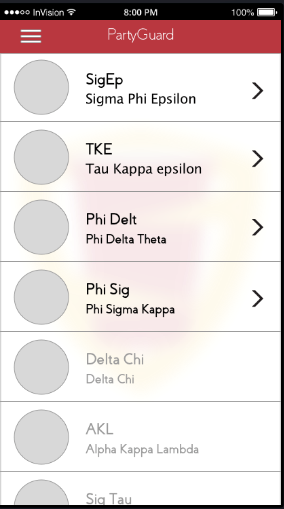 InVision 8:00 PM 100%
PartyGuard
SigEp
Sigma Phi Epsilon
TKE
Tau Kappa epsilon
Phi Delt
Phi Delta Theta
Phi Sig
Phi Sigma Kappa
Delta Chi
Delta Chi
AKL
Alpha Kappa Lambda
Sig Tau